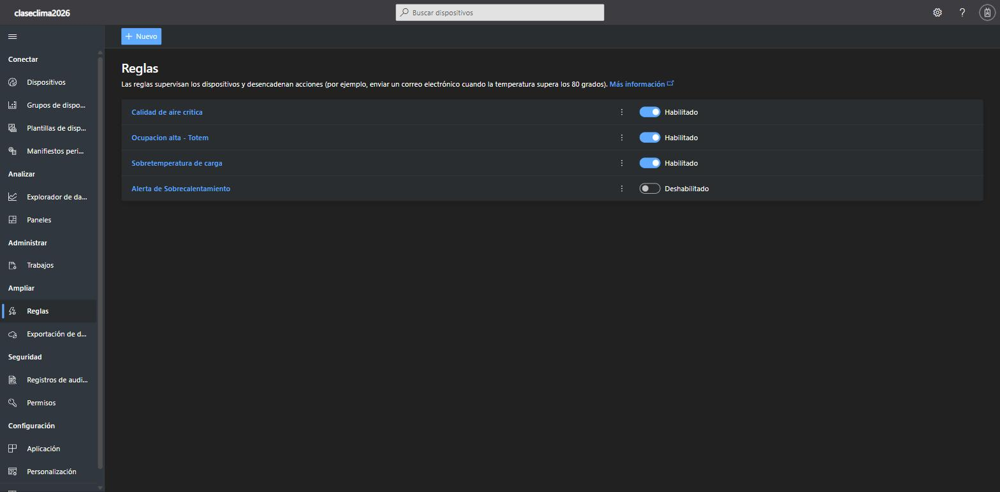 claseclima2026
Buscar dispositivos
?
Nuevo
Conectar
Dispositivos
Grupos de dispo...
Plantillas de disp...
Manifiestos peri...
Analizar
Explorador de da...
Paneles
Administrar
Trabajos
Ampliar
Reglas
Exportación de d...
Seguridad
Registros de audi...
Permisos
Configuración
Aplicación
Personalización
Reglas
Las reglas supervisan los dispositivos y desencadenan acciones (por ejemplo, enviar un correo electrónico cuando la temperatura supera los 80 grados). Más información
Calidad de aire critica Habilitado
Ocupacion alta - Totem Habilitado
Sobretemperatura de carga Habilitado
Alerta de Sobrecalentamiento Deshabilitado